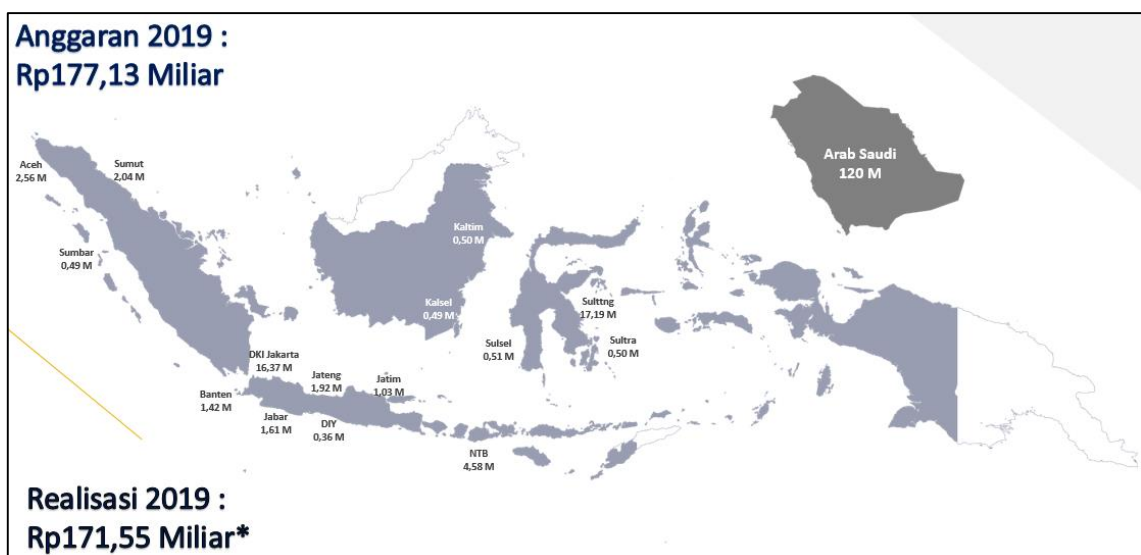 Anggaran 2019 :
Rp177,13 Miliar
Arab Saudi
120 M
Aceh
2,56 M
Sumut
2,04 M
Sumbar
0,49 M
Kaltim
0,50 M
Kalsel
0,49 M
Sulttng
17,19 M
Sulsel
0,51 M
Sultra
0,50 M
DKI Jakarta
16,37 M
Jateng
1,92 M
Jatim
1,03 M
Banten
1,42 M
Jabar
1,61 M
DIY
0,36 M
NTB
4,58 M
Realisasi 2019 :
Rp171,55 Miliar*